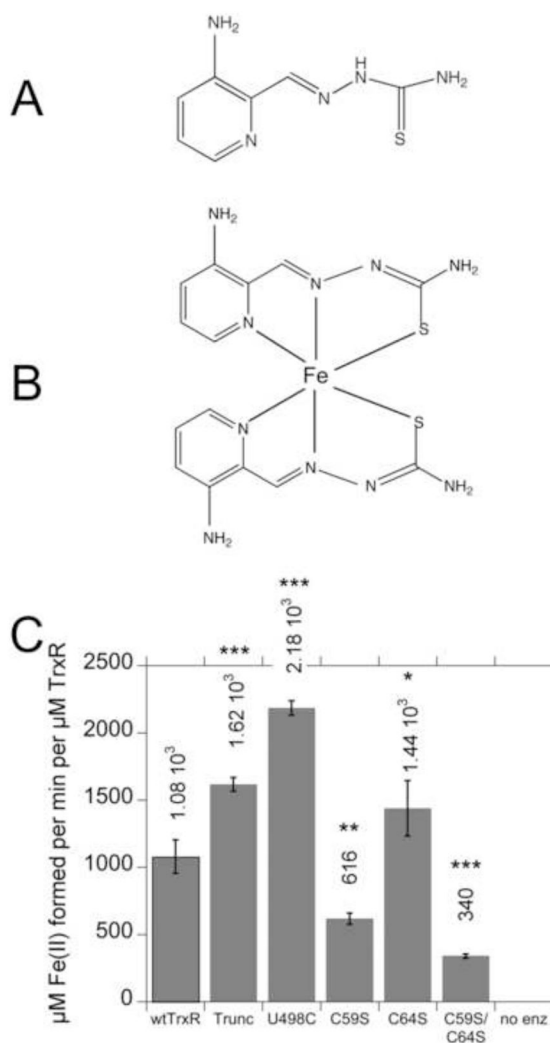 A
NH₂
H
N
N
NH₂
N
S
B
NH₂
N
N
NH₂
N
S
Fe
N
S
N
N
NH₂
NH₂
C
µM Fe(II) formed per min per µM TrxR
2500
2000
1500
1000
500
0
1.08 10³
***
1.62 10³
***
2.18 10³
**
616
*
1.44 10³
***
340
wtTrxR Trunc U498C C59S C64S C59S/ no enz
C64S